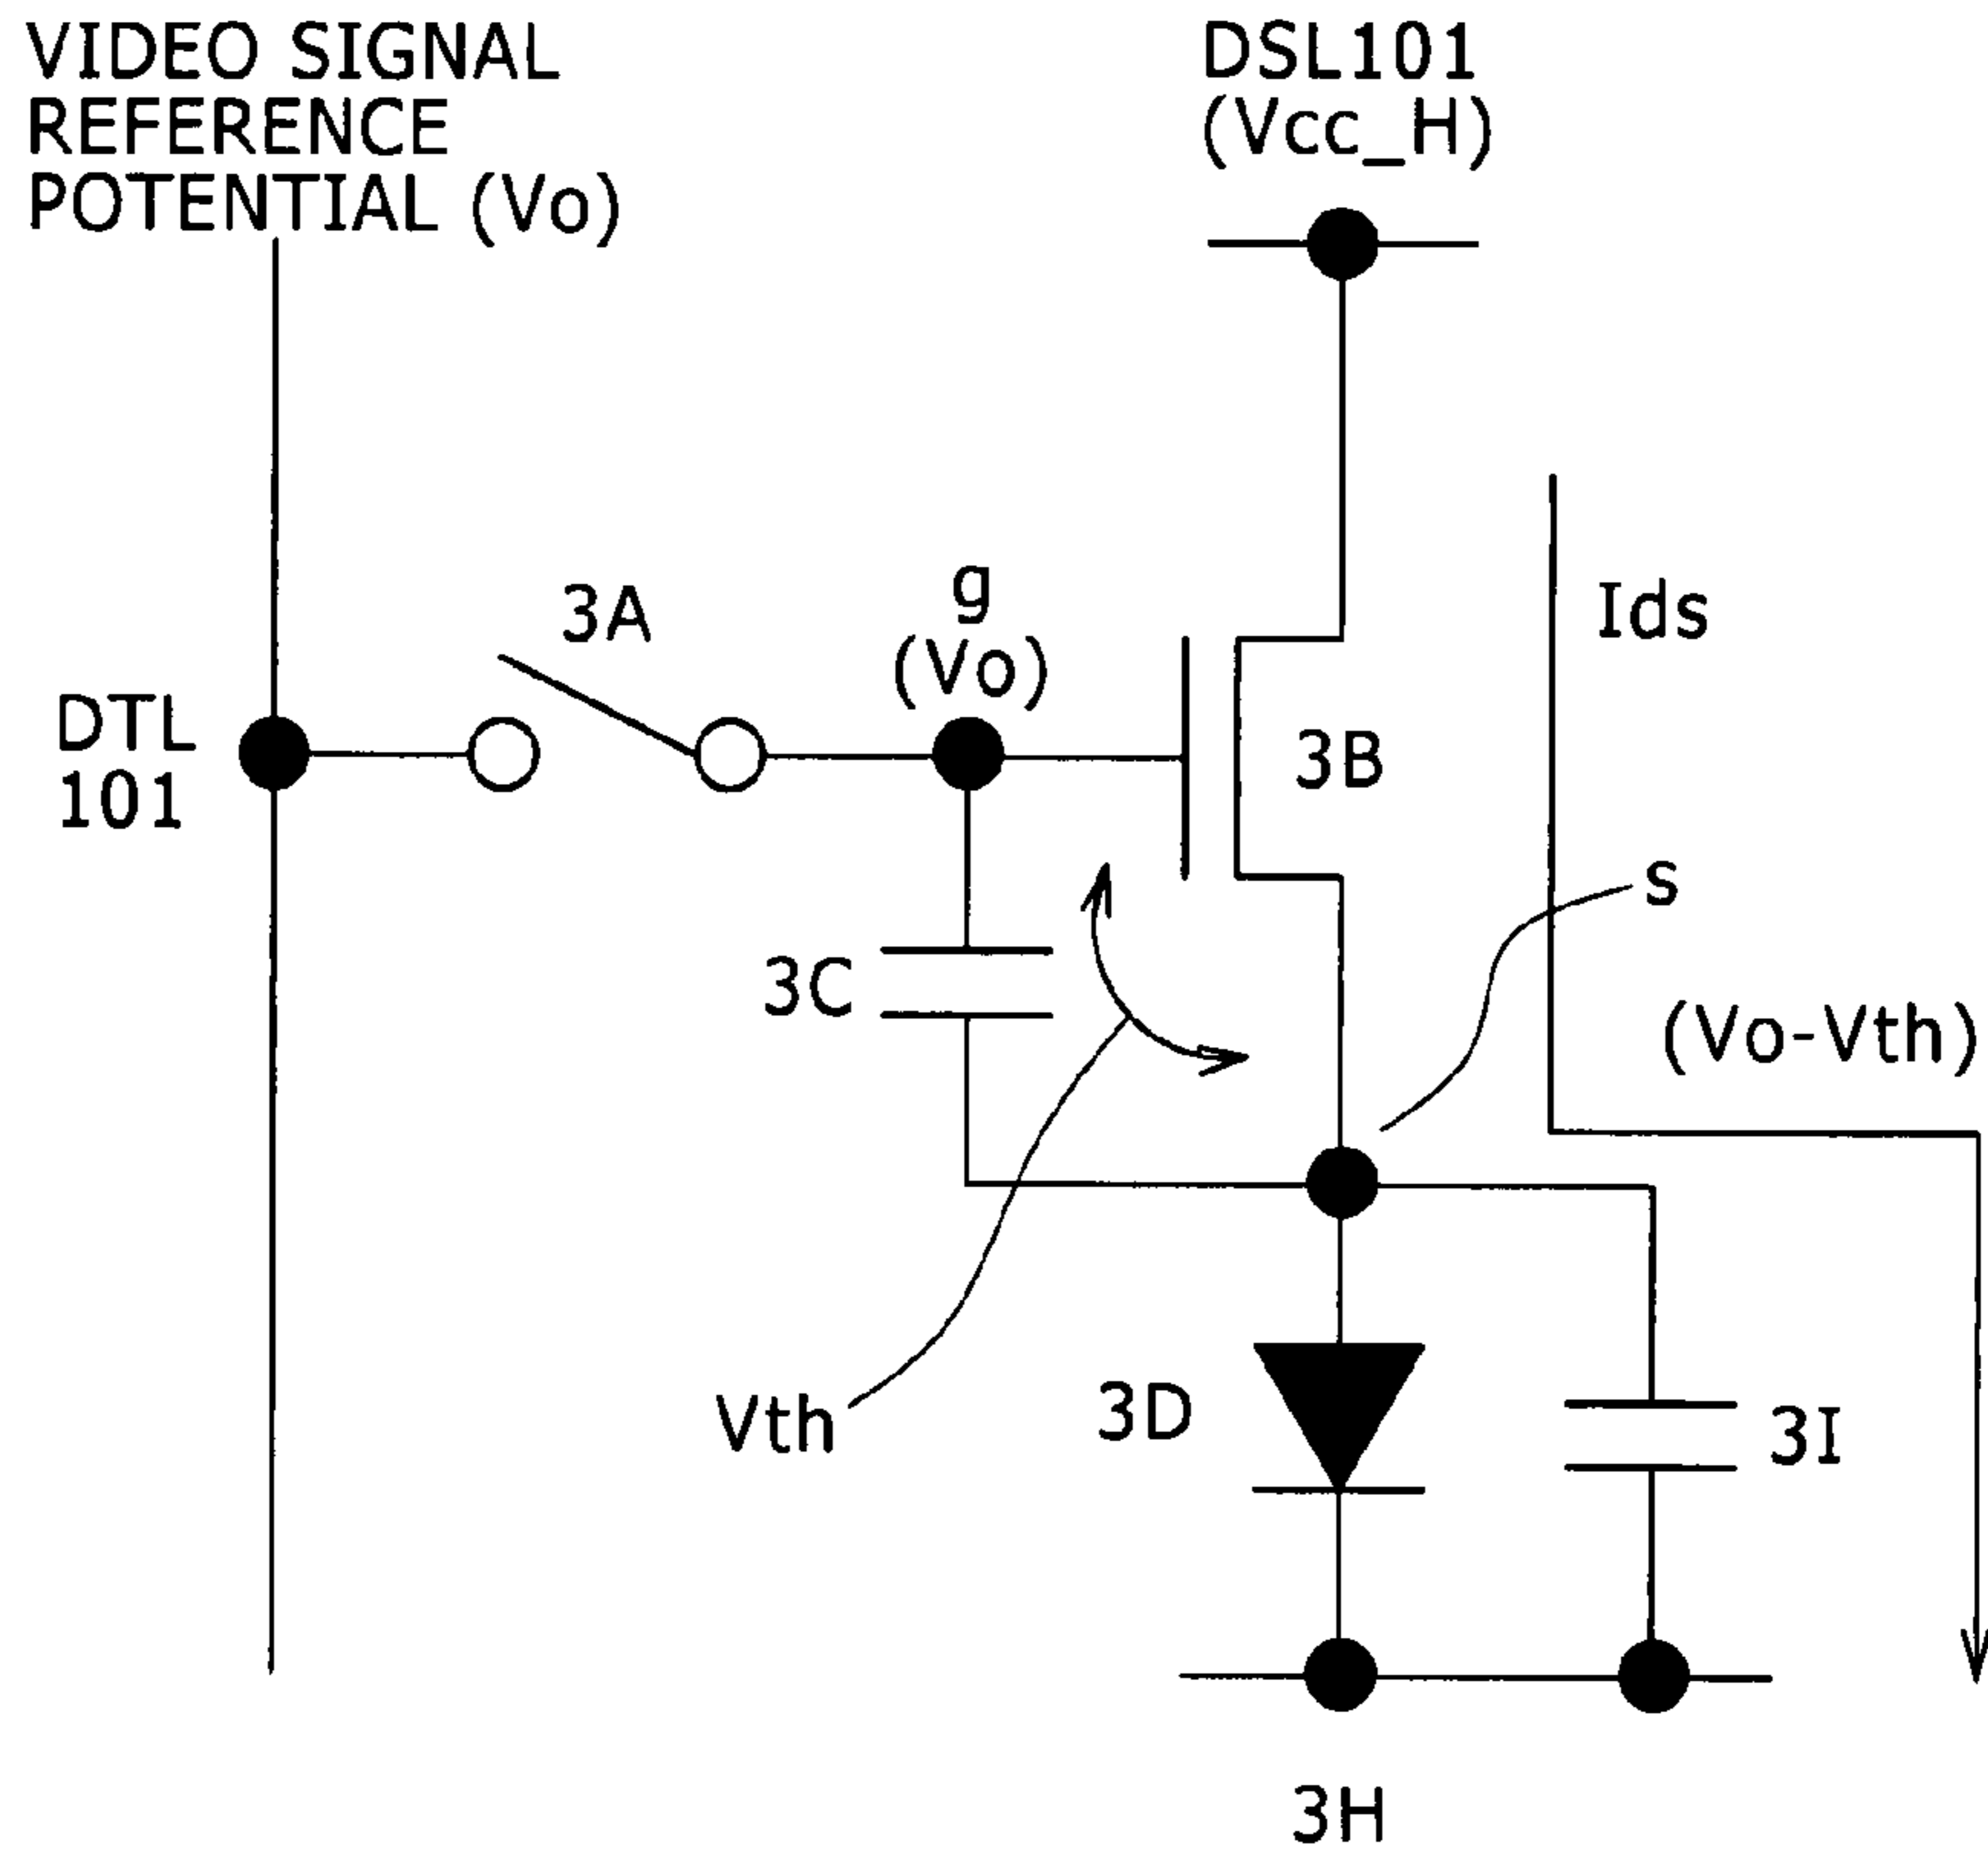 VIDEO SIGNAL
REFERENCE
POTENTIAL (Vo)
DSL101
(Vcc_H)
3A
g
(Vo)
Ids
DTL
101
3B
s
3C
(Vo-Vth)
Vth
3D
3I
3H